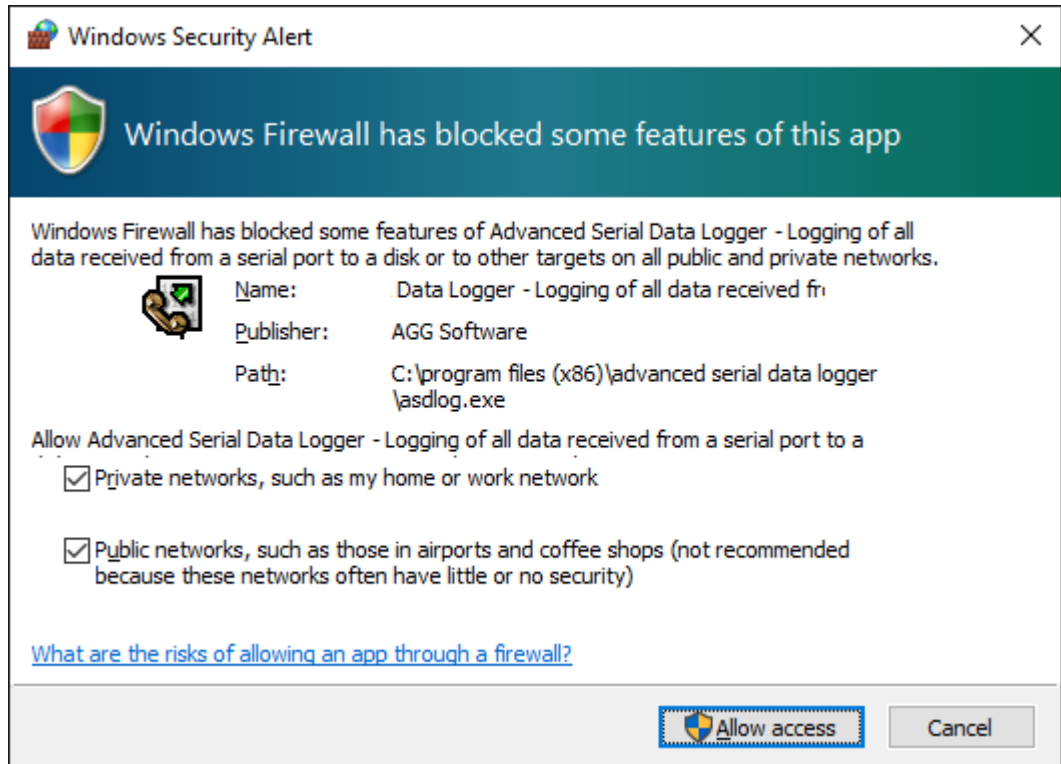 Windows Security Alert
Windows Firewall has blocked some features of this app
Windows Firewall has blocked some features of Advanced Serial Data Logger - Logging of all
data received from a serial port to a disk or to other targets on all public and private networks.
Name: Data Logger - Logging of all data received
Publisher: AGG Software
Path: C:\program files (x86)\advanced serial data logger
\asdlog.exe
Allow Advanced Serial Data Logger - Logging of all data received from a serial port to a
Private networks, such as my home or work network
Public networks, such as those in airports and coffee shops (not recommended
because these networks often have little or no security)
What are the risks of allowing an app through a firewall?
Allow access Cancel